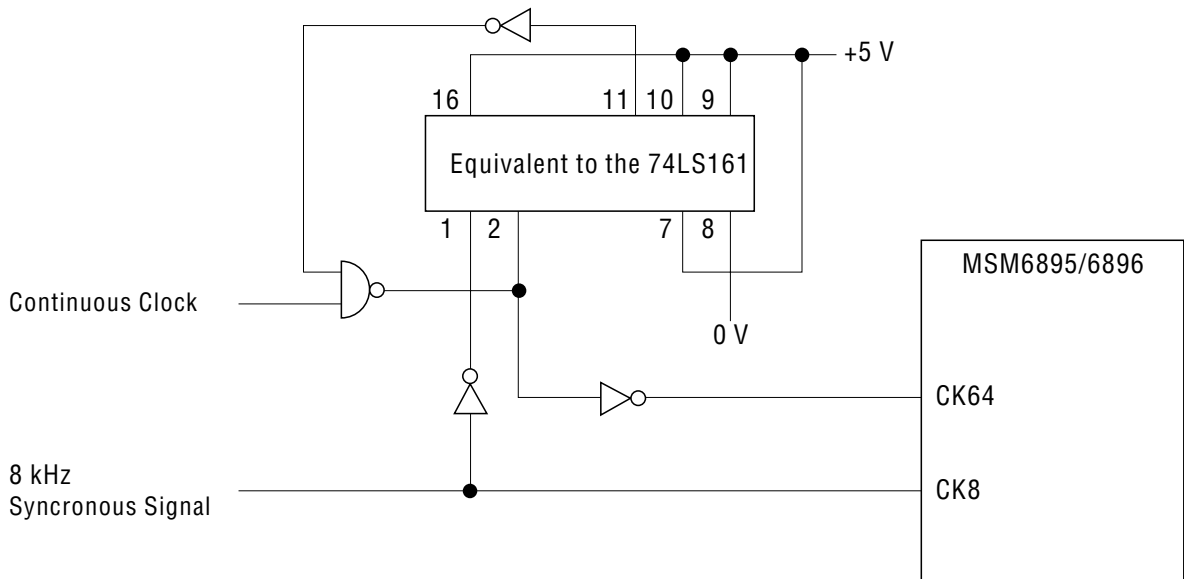 +5 V
16 11 10 9
Equivalent to the 74LS161
1 2 7 8
MSM6895/6896
Continuous Clock
0 V
CK64
8 kHz
Syncronous Signal
CK8